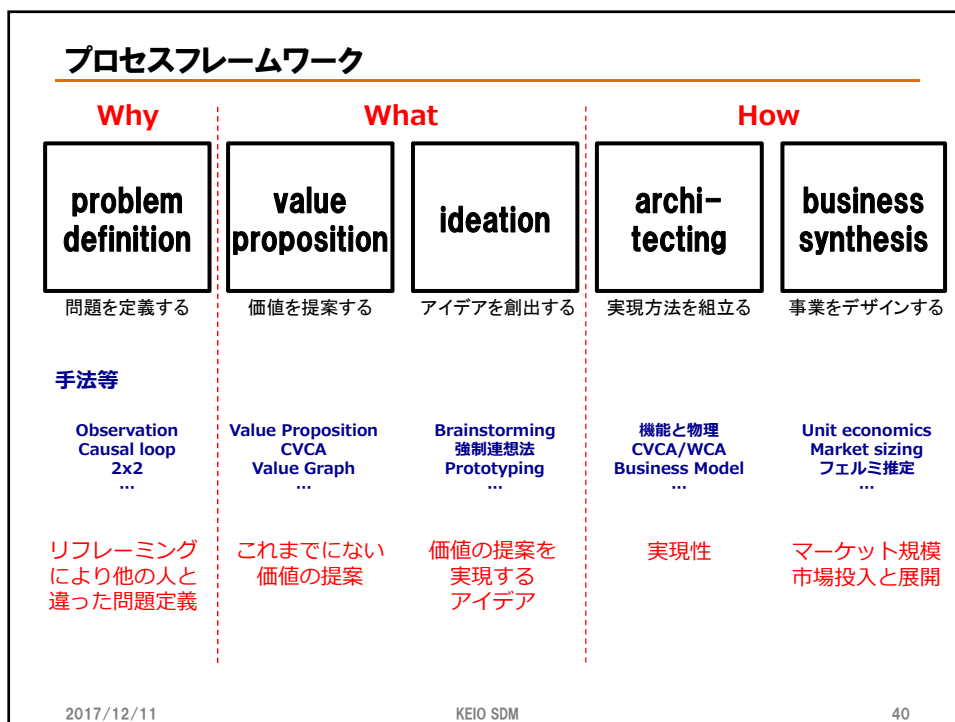 プロセスフレームワーク
Why
What
How
problem
definition
value
proposition
ideation
archi-
tecting
business
synthesis
問題を定義する
価値を提案する
アイデアを創出する
実現方法を組立る
事業をデザインする
手法等
Observation
Causal loop
2x2
…
Value Proposition
CVCA
Value Graph
…
Brainstorming
強制連想法
Prototyping
…
機能と物理
CVCA/WCA
Business Model
…
Unit economics
Market sizing
フェルミ推定
…
リフレーミング
により他の人と
違った問題定義
これまでにない
価値の提案
価値の提案を
実現する
アイデア
実現性
マーケット規模
市場投入と展開
2017/12/11
KEIO SDM
40